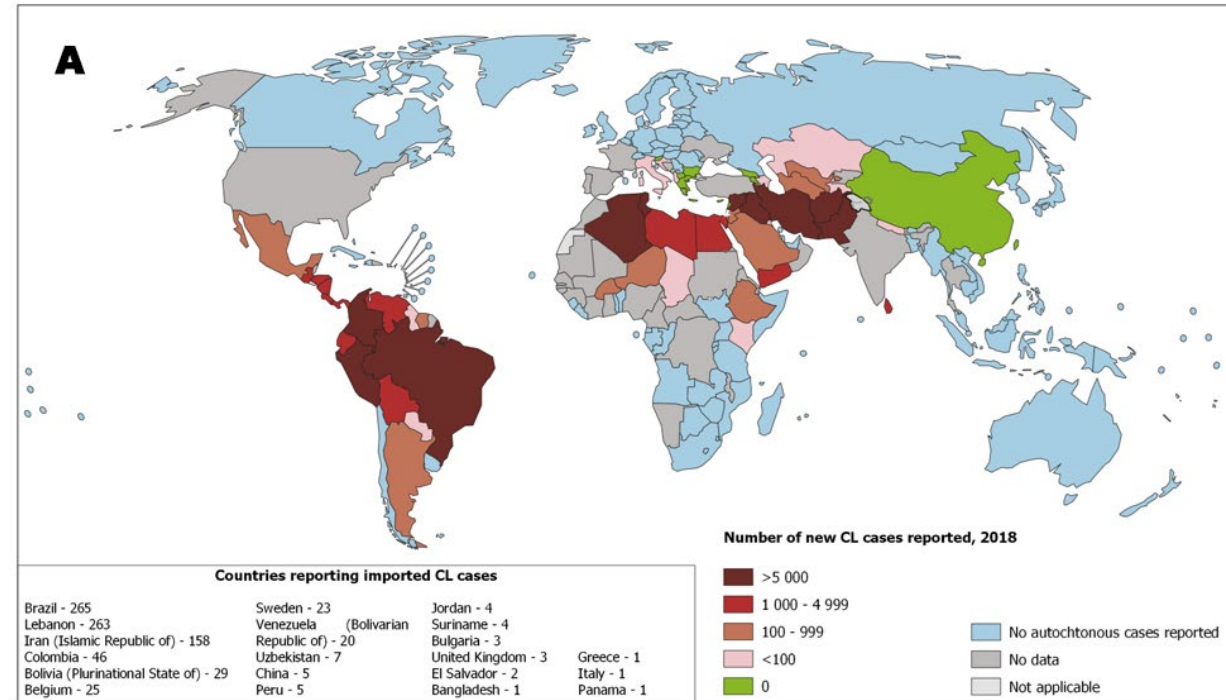 A
Number of new CL cases reported, 2018
>5 000
1 000 - 4 999
100 - 999
<100
0
No autochtonous cases reported
No data
Not applicable
Countries reporting imported CL cases
Brazil - 265
Lebanon - 263
Iran (Islamic Republic of) - 158
Colombia - 46
Bolivia (Plurinational State of) - 29
Belgium - 25
Sweden - 23
Venezuela (Bolivarian
Republic of) - 20
Uzbekistan - 7
China - 5
Peru - 5
Jordan - 4
Suriname - 4
Bulgaria - 3
United Kingdom - 3
El Salvador - 2
Bangladesh - 1
Greece - 1
Italy - 1
Panama - 1